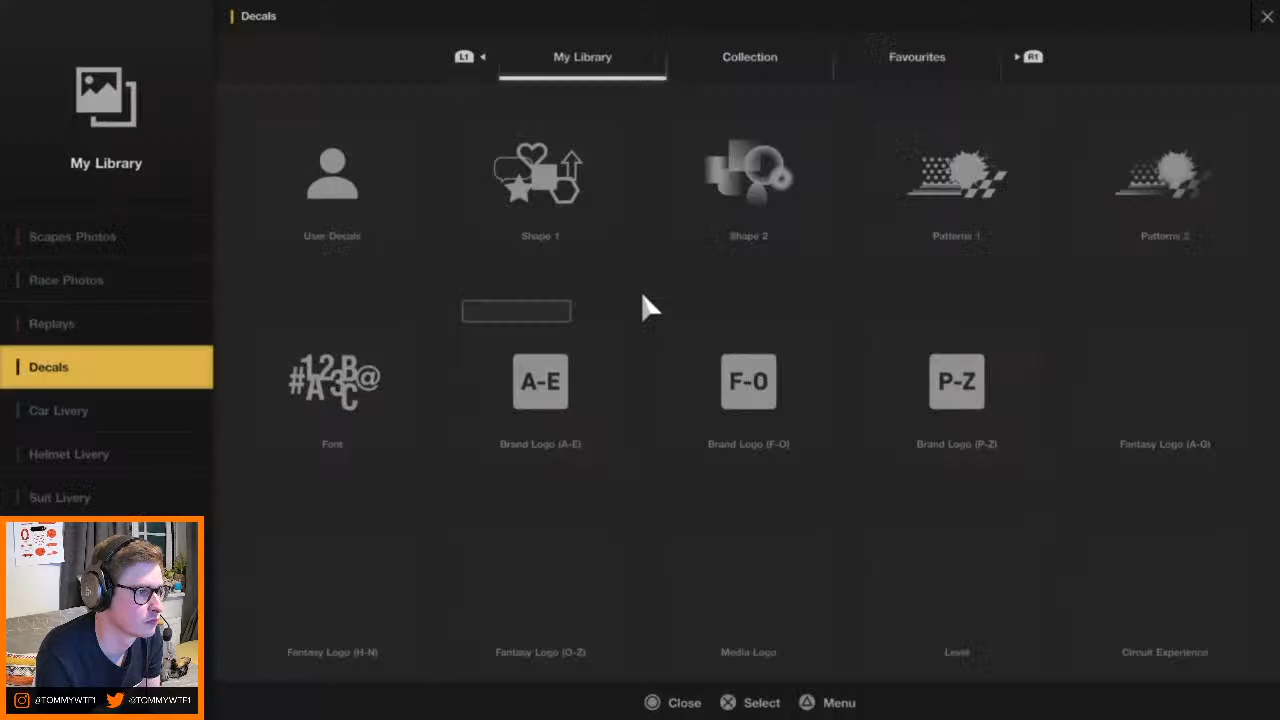 Decals
L1
My Library
Collection
Favourites
R1
My Library
Scapes Photos
Race Photos
Replays
Decals
Car Livery
Helmet Livery
Suit Livery
User Decals
Shape 1
Shape 2
Patterns 1
Patterns 2
#123ABC@
A-E
F-O
P-Z
Font
Brand Logo (A-E)
Brand Logo (F-O)
Brand Logo (P-Z)
Fantasy Logo (A-G)
Fantasy Logo (H-N)
Fantasy Logo (O-Z)
Media Logo
Level
Circuit Experience
@TOMMYWTF1
@TOMMYWTF1
Close
Select
Menu